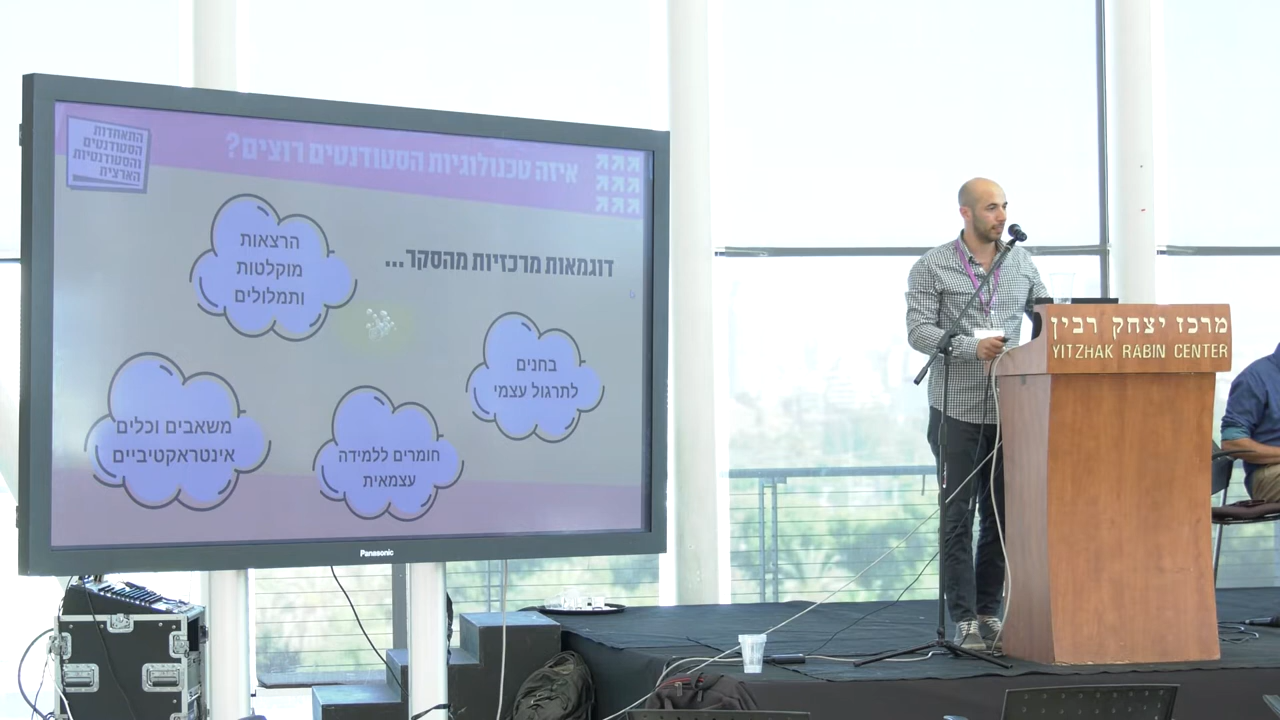 התאחדות
הסטודנטים
והסטודנטיות
הארצית
איזה טכנולוגיות הסטודנטים רוצים?
דוגמאות מרכזיות מהסקר...
הרצאות
מוקלטות
ותמלולים
בחנים
לתרגול עצמי
משאבים וכלים
אינטראקטיביים
חומרים ללמידה
עצמאית
Panasonic
מרכז יצחק רבין
YITZHAK RABIN CENTER